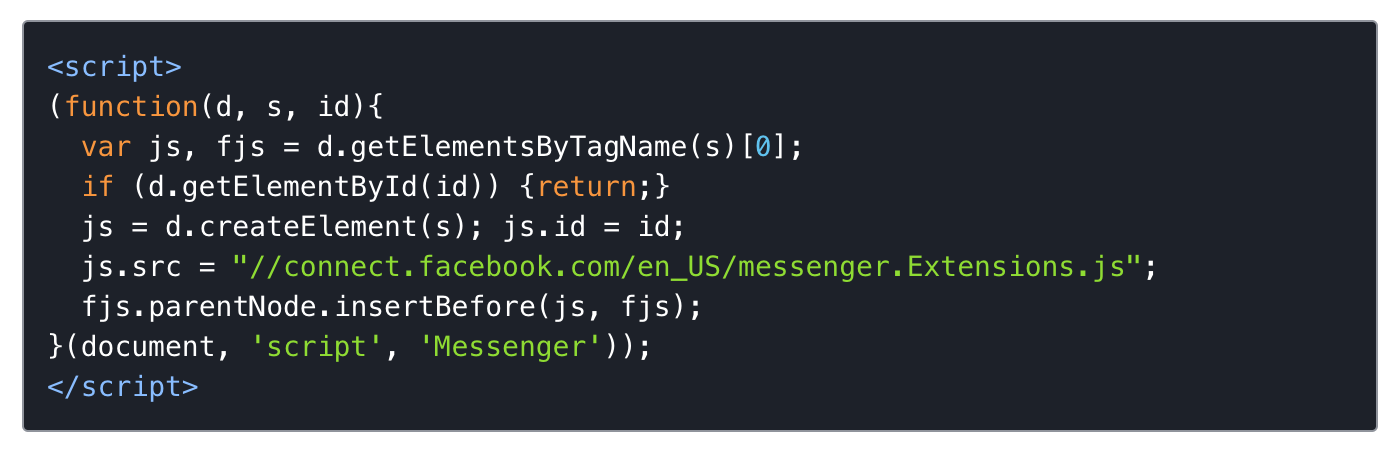 <script>
(function(d, s, id){
  var js, fjs = d.getElementsByTagName(s)[0];
  if (d.getElementById(id)) {return;}
  js = d.createElement(s); js.id = id;
  js.src = "//connect.facebook.com/en_US/messenger.Extensions.js";
  fjs.parentNode.insertBefore(js, fjs);
}(document, 'script', 'Messenger'));
</script>